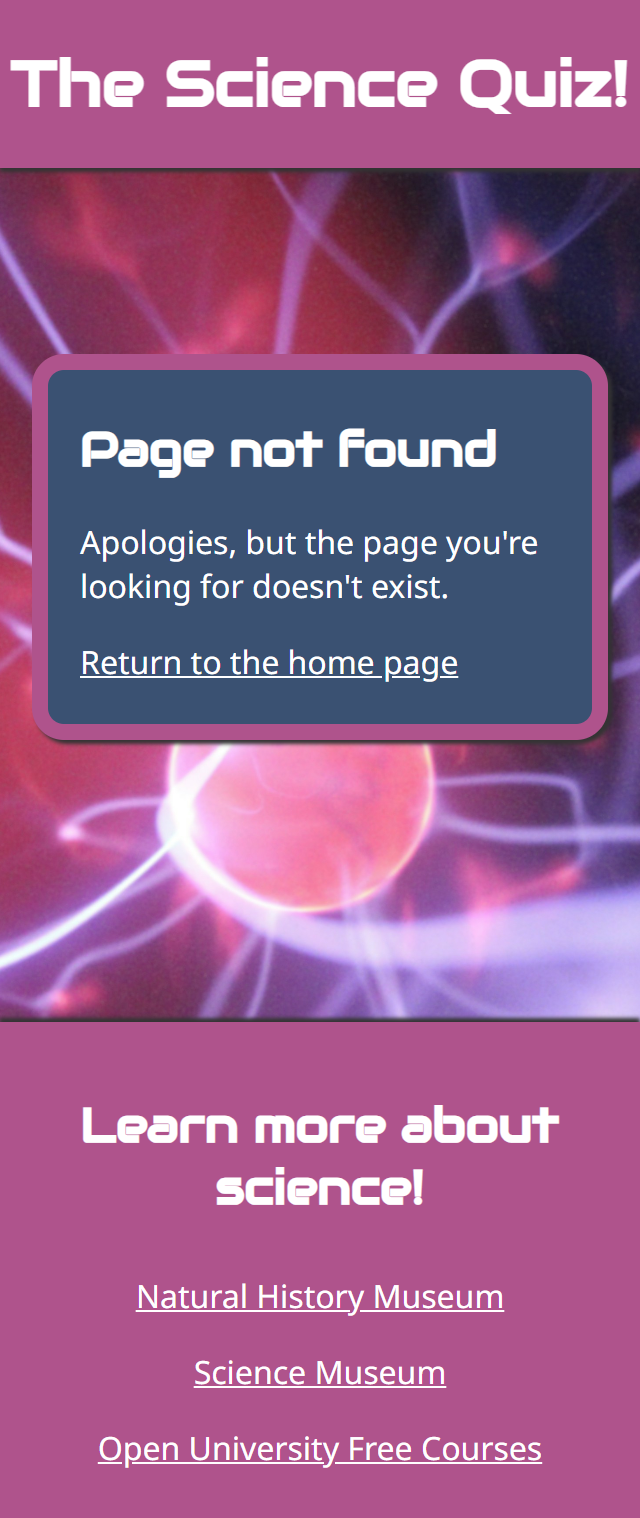 The Science Quiz!
Page not found
Apologies, but the page you're
looking for doesn't exist.
Return to the home page
Learn more about
science!
Natural History Museum
Science Museum
Open University Free Courses